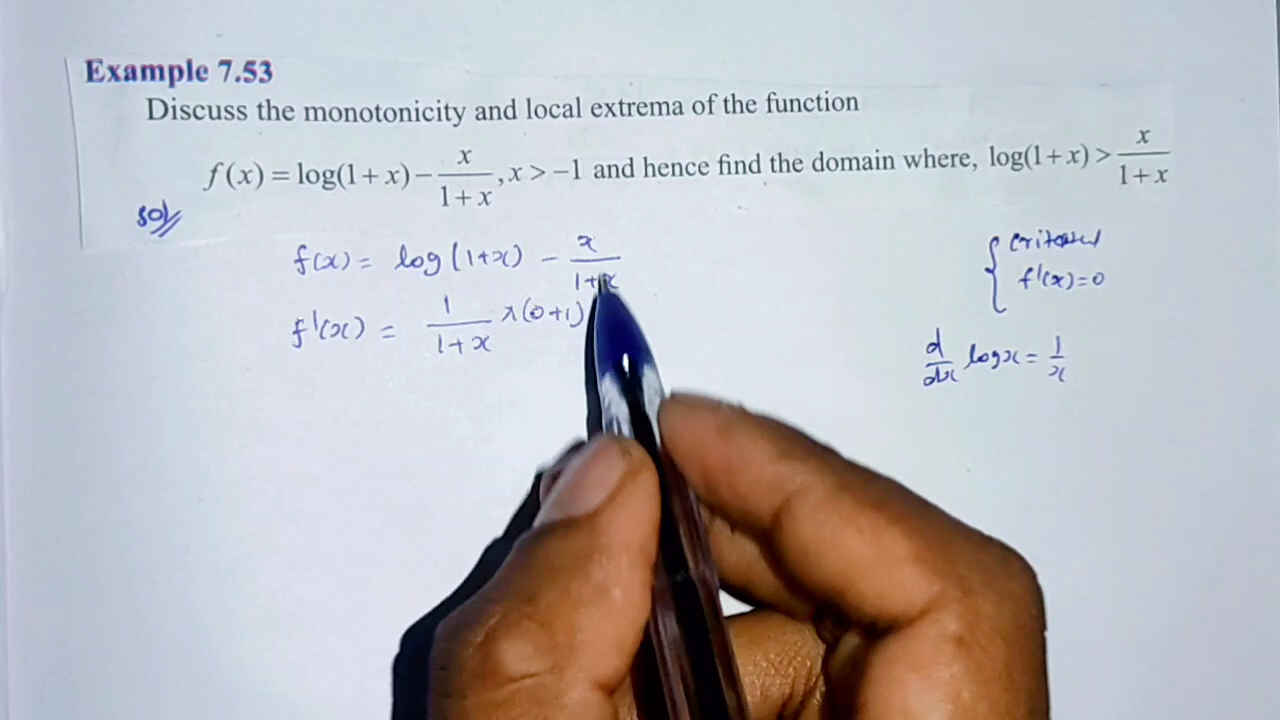 Example 7.53
Discuss the monotonicity and local extrema of the function
f(x) = log(1+x) − x/(1+x), x > −1 and hence find the domain where, log(1+x) > x/(1+x)
Sol
f(x) = log(1+x) − x/(1+x)
f'(x) = 1/(1+x) × (0+1)
f'(x)=0
d/dx logx = 1/x